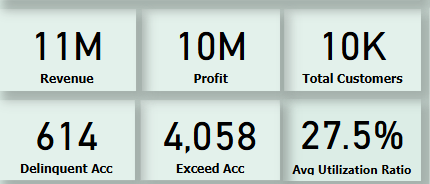 11M 10M 10K
Revenue Profit Total Customers
614 4,058 27.5%
Delinquent Acc Exceed Acc Avg Utilization Ratio